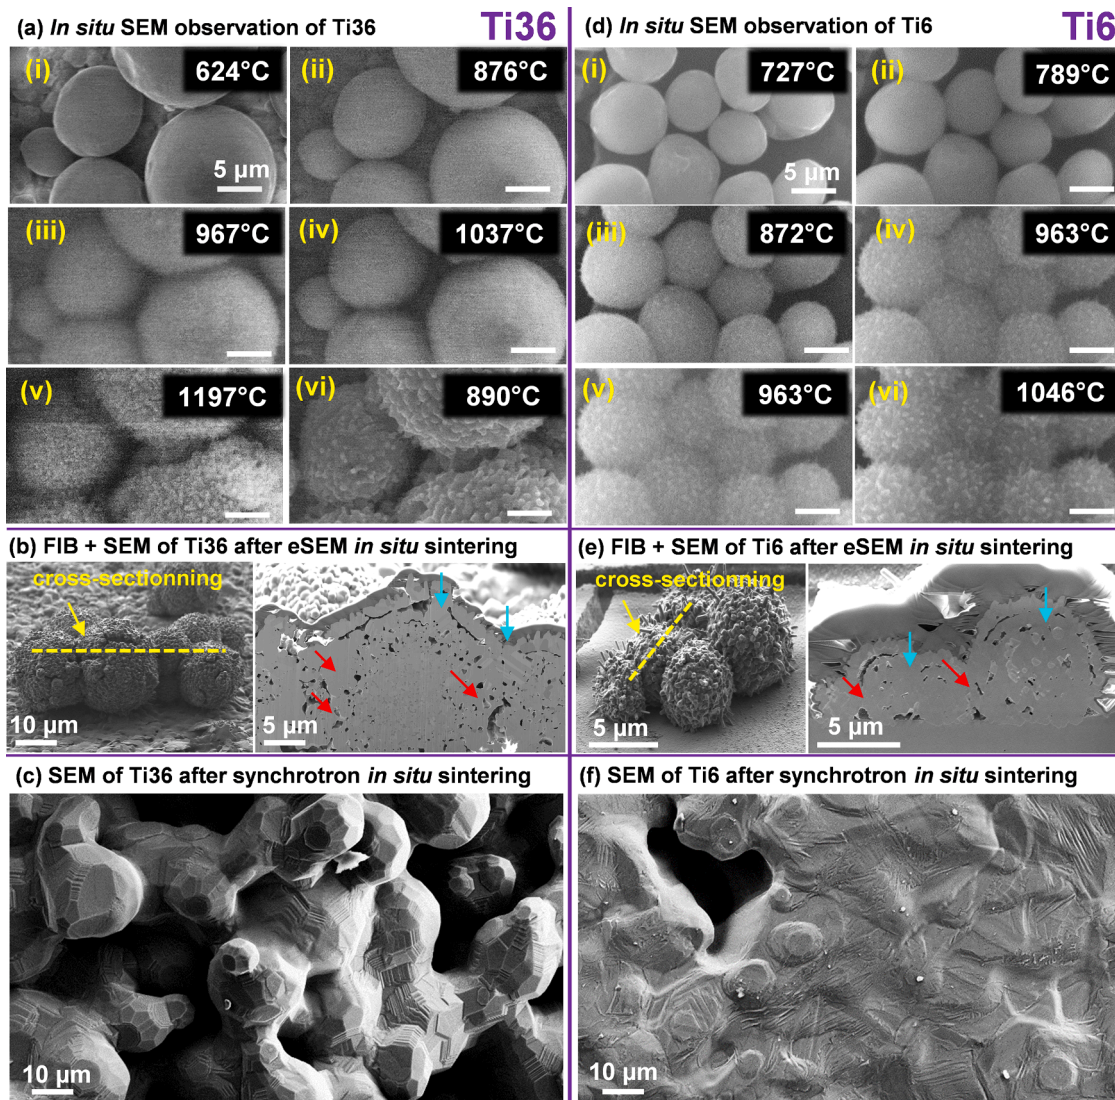 (a) In situ SEM observation of Ti36
Ti36
(i)
624°C
5 µm
(ii)
876°C
(iii)
967°C
(iv)
1037°C
(v)
1197°C
(vi)
890°C
(b) FIB + SEM of Ti36 after eSEM in situ sintering
cross-sectionning
10 µm
5 µm
(c) SEM of Ti36 after synchrotron in situ sintering
10 µm
(d) In situ SEM observation of Ti6
Ti6
(i)
727°C
5 µm
(ii)
789°C
(iii)
872°C
(iv)
963°C
(v)
963°C
(vi)
1046°C
(e) FIB + SEM of Ti6 after eSEM in situ sintering
cross-sectionning
5 µm
5 µm
(f) SEM of Ti6 after synchrotron in situ sintering
10 µm